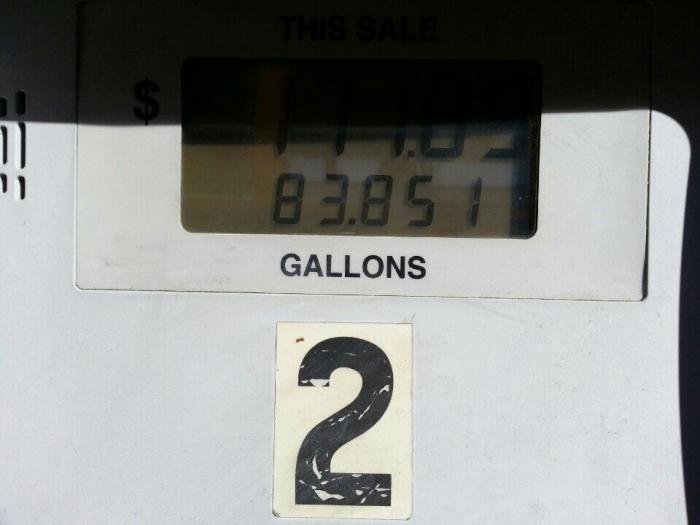 THIS SALE
$
83.851
GALLONS
2